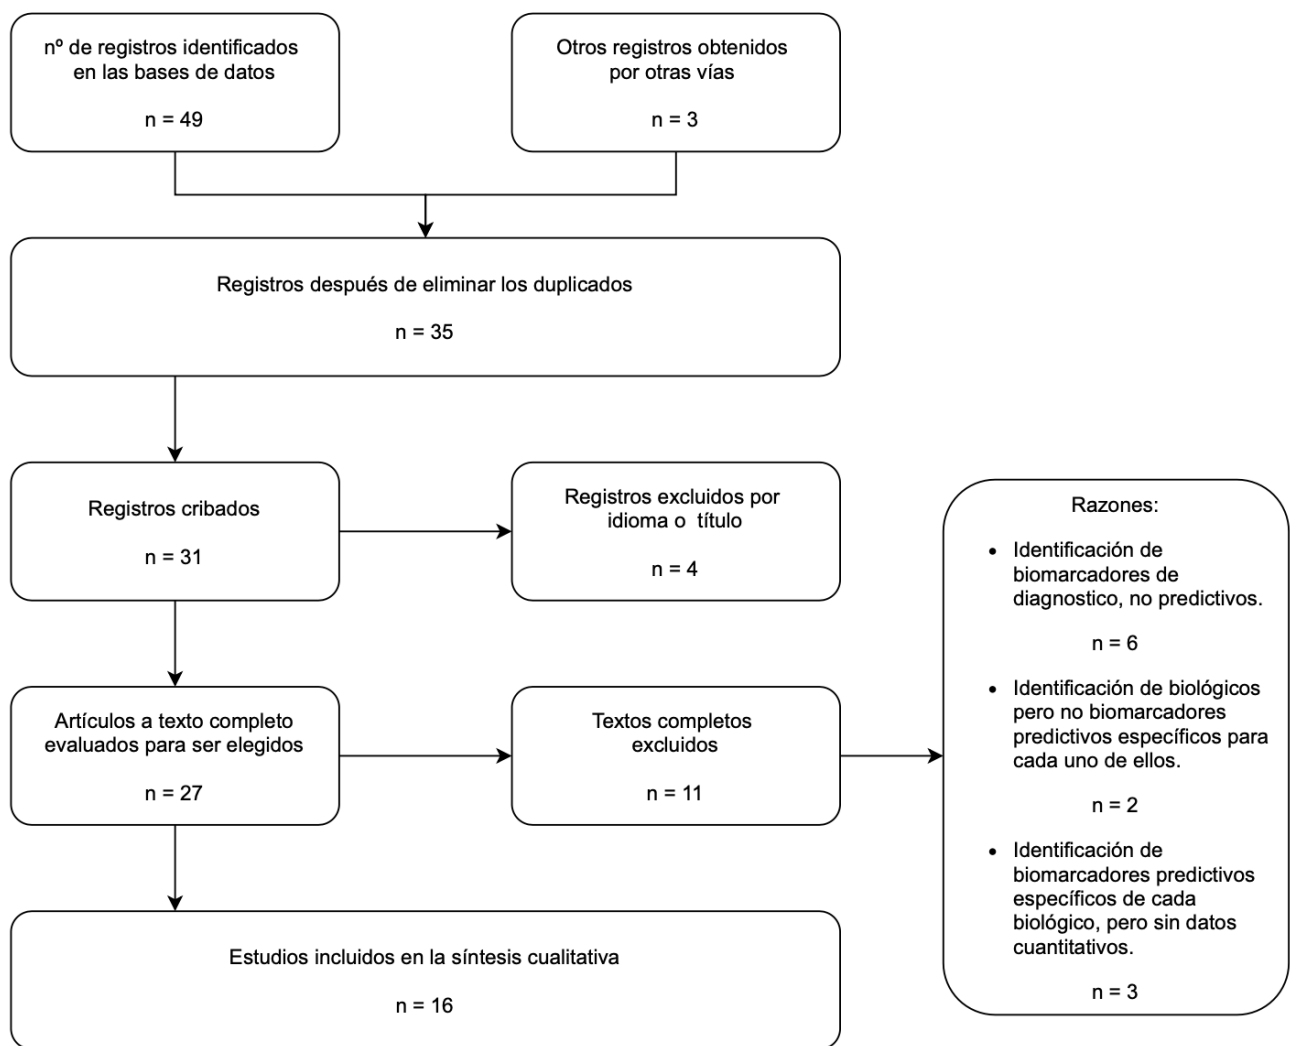 nº de registros identificados
en las bases de datos
n = 49
Otros registros obtenidos
por otras vías
n = 3
Registros después de eliminar los duplicados
n = 35
Registros cribados
n = 31
Registros excluidos por
idioma o título
n = 4
Artículos a texto completo
evaluados para ser elegidos
n = 27
Textos completos
excluidos
n = 11
Razones:
• Identificación de
biomarcadores de
diagnostico, no predictivos.
n = 6
• Identificación de biológicos
pero no biomarcadores
predictivos específicos para
cada uno de ellos.
n = 2
• Identificación de
biomarcadores predictivos
específicos de cada
biológico, pero sin datos
cuantitativos.
n = 3
Estudios incluidos en la síntesis cualitativa
n = 16